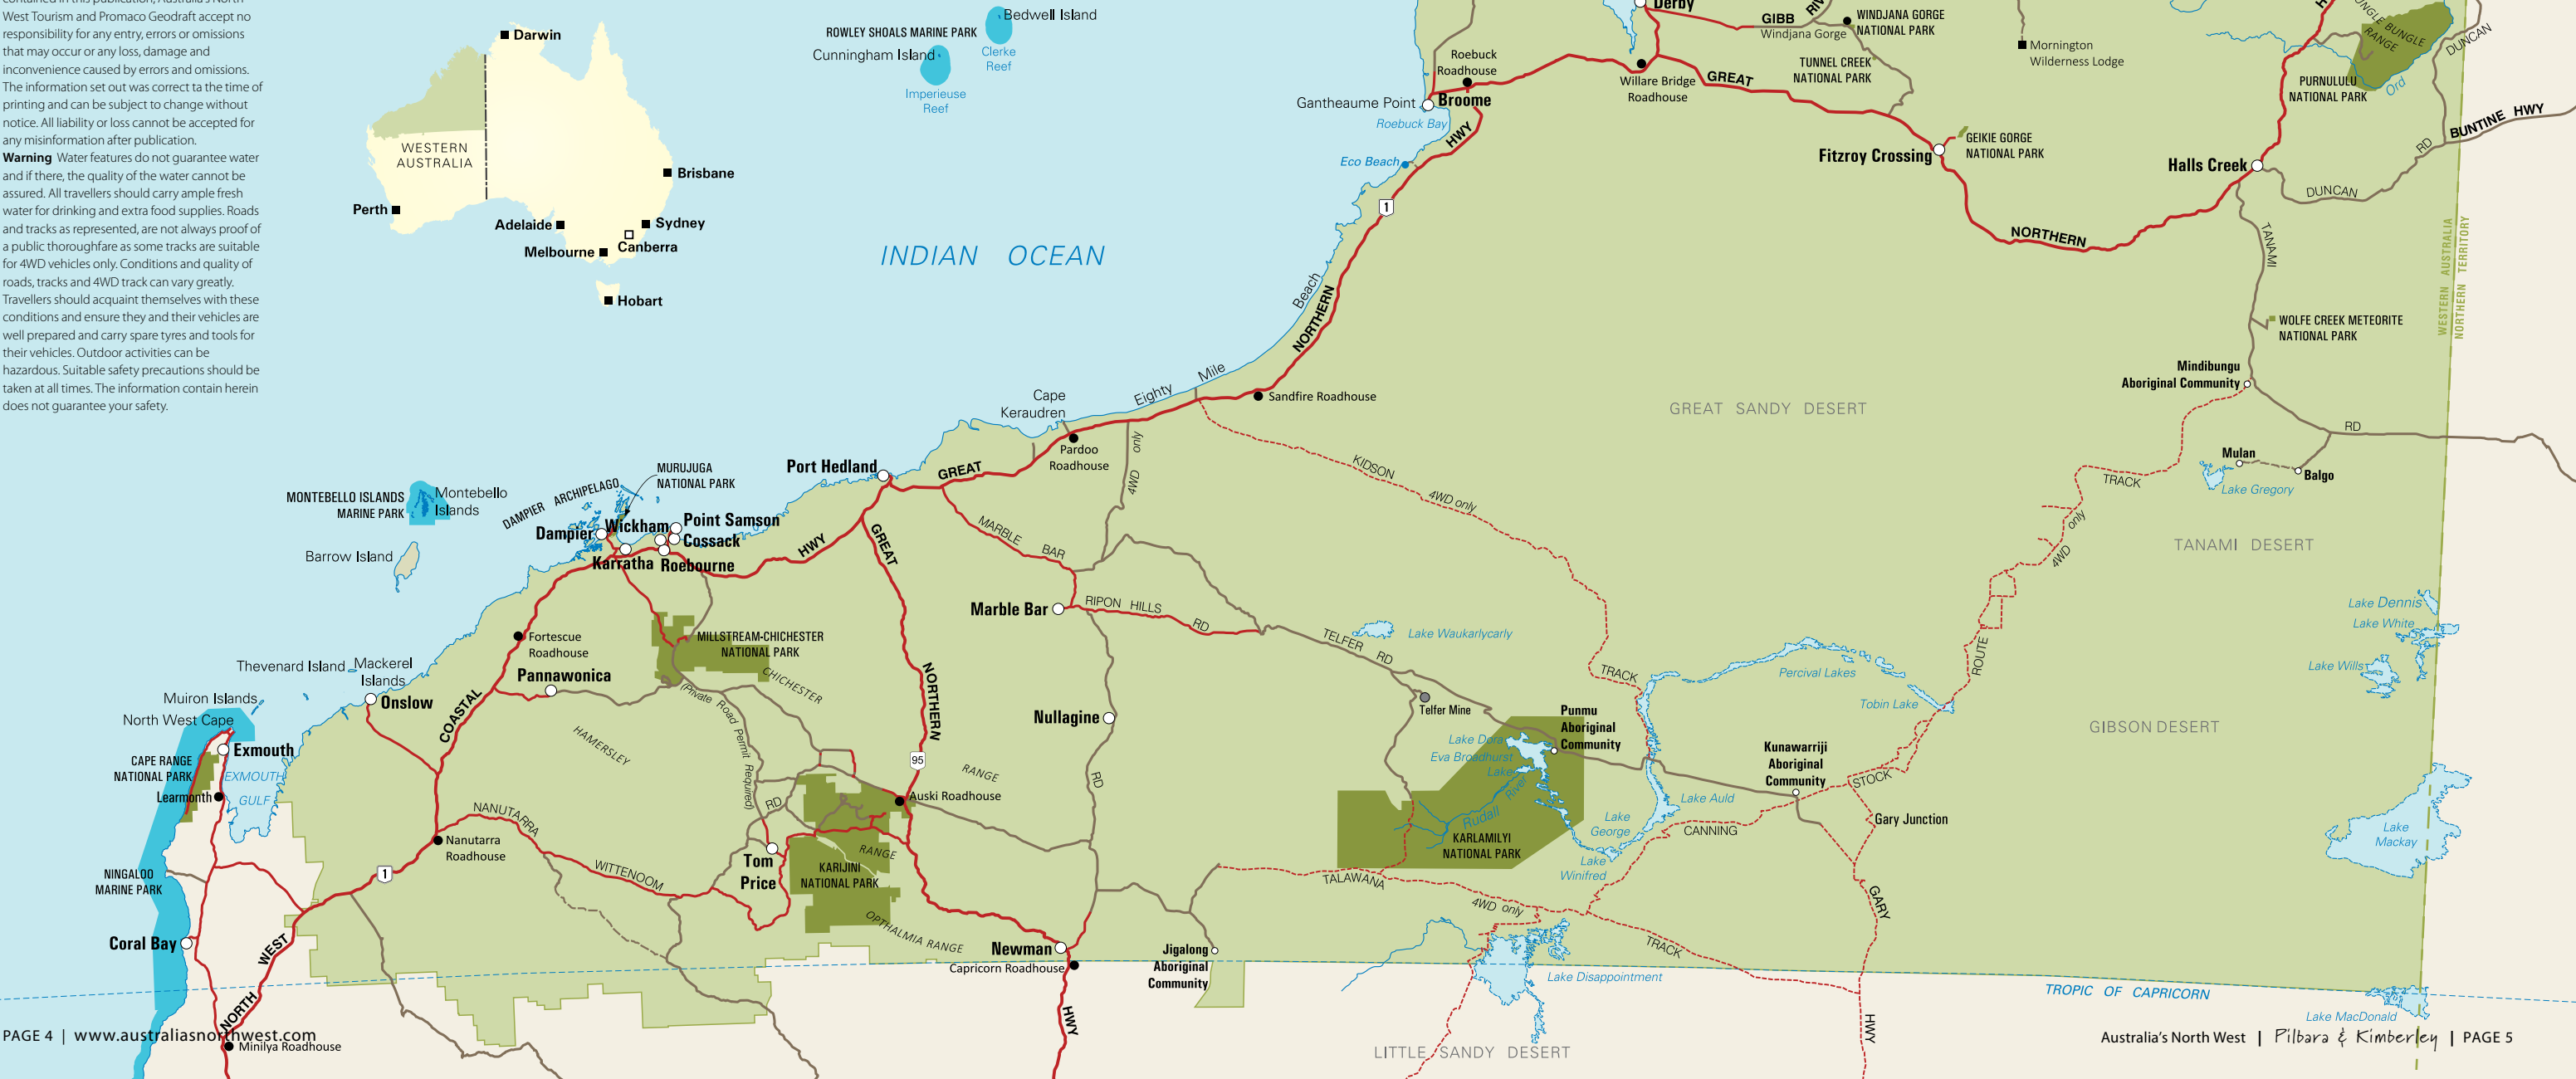 contained in this publication, Australia's North
West Tourism and Promaco Geodraft accept no
responsibility for any entry, errors or omissions
that may occur or any loss, damage and
inconvenience caused by errors and omissions.
The information set out was correct ta the time of
printing and can be subject to change without
notice. All liability or loss cannot be accepted for
any misinformation after publication.
Warning Water features do not guarantee water
and if there, the quality of the water cannot be
assured. All travellers should carry ample fresh
water for drinking and extra food supplies. Roads
and tracks as represented, are not always proof of
a public thoroughfare as some tracks are suitable
for 4WD vehicles only. Conditions and quality of
roads, tracks and 4WD track can vary greatly.
Travellers should acquaint themselves with these
conditions and ensure they and their vehicles are
well prepared and carry spare tyres and tools for
their vehicles. Outdoor activities can be
hazardous. Suitable safety precautions should be
taken at all times. The information contain herein
does not guarantee your safety.
Darwin
WESTERN
AUSTRALIA
Brisbane
Perth
Adelaide
Sydney
Canberra
Melbourne
Hobart
Bedwell Island
ROWLEY SHOALS MARINE PARK
Cunningham Island
Clerke
Reef
Imperieuse
Reef
INDIAN OCEAN
Derby
GIBB
RIV
Windjana Gorge
WINDJANA GORGE
NATIONAL PARK
Mornington
Wilderness Lodge
TUNNEL CREEK
NATIONAL PARK
Roebuck
Roadhouse
Willare Bridge
Roadhouse
GREAT
Gantheaume Point
Broome
Roebuck Bay
HWY
Eco Beach
1
BUNGLE BUNGLE
RANGE
DUNCAN
PURNULULU
NATIONAL PARK
Ord
BUNTINE HWY
RD
GEIKIE GORGE
NATIONAL PARK
Fitzroy Crossing
Halls Creek
DUNCAN
NORTHERN
TANAMI
WESTERN AUSTRALIA
NORTHERN TERRITORY
WOLFE CREEK METEORITE
NATIONAL PARK
Mindibungu
Aboriginal Community
RD
Mulan
Balgo
Lake Gregory
TRACK
4WD only
TANAMI DESERT
GREAT SANDY DESERT
NORTHERN
Eighty Mile Beach
Sandfire Roadhouse
Cape
Keraudren
Pardoo
Roadhouse
4WD only
KIDSON
4WD only
TRACK
Port Hedland
GREAT
MURUJUGA
NATIONAL PARK
DAMPIER ARCHIPELAGO
MONTEBELLO ISLANDS
MARINE PARK
Montebello
Islands
Barrow Island
Dampier
Wickham
Point Samson
Cossack
Karratha
Roebourne
HWY
GREAT
MARBLE BAR
Marble Bar
RIPON HILLS
RD
TELFER RD
Lake Waukarlycarly
Fortescue
Roadhouse
Pannawonica
MILLSTREAM-CHICHESTER
NATIONAL PARK
CHICHESTER
(Private Road Permit Required)
Thevenard Island
Mackerel
Islands
Muiron Islands
Onslow
North West Cape
Exmouth
CAPE RANGE
NATIONAL PARK
EXMOUTH
GULF
Learmonth
COASTAL
HAMERSLEY
NORTHERN
95
RANGE
Nullagine
RD
Auski Roadhouse
Telfer Mine
Punmu
Aboriginal
Community
Lake Dora
Eva Broadhurst
Lake
Rudall River
KARLAMILYI
NATIONAL PARK
Percival Lakes
Tobin Lake
ROUTE
Lake Dennis
Lake White
Lake Wills
GIBSON DESERT
Kunawarriji
Aboriginal
Community
STOCK
Lake Auld
CANNING
Gary Junction
Lake
George
Lake
Winifred
Lake
Mackay
NANUTARRA
Nanutarra
Roadhouse
WITTENOOM
RD
Tom
Price
RANGE
KARIJINI
NATIONAL PARK
OPTHALMIA RANGE
NINGALOO
MARINE PARK
1
Coral Bay
NORTH WEST
Minilya Roadhouse
Newman
Capricorn Roadhouse
HWY
Jigalong
Aboriginal
Community
TALAWANA
4WD only
TRACK
GARY
HWY
Lake Disappointment
LITTLE SANDY DESERT
TROPIC OF CAPRICORN
Lake MacDonald
PAGE 4 | www.australiasnorthwest.com
Australia's North West | Pilbara & Kimberley | PAGE 5